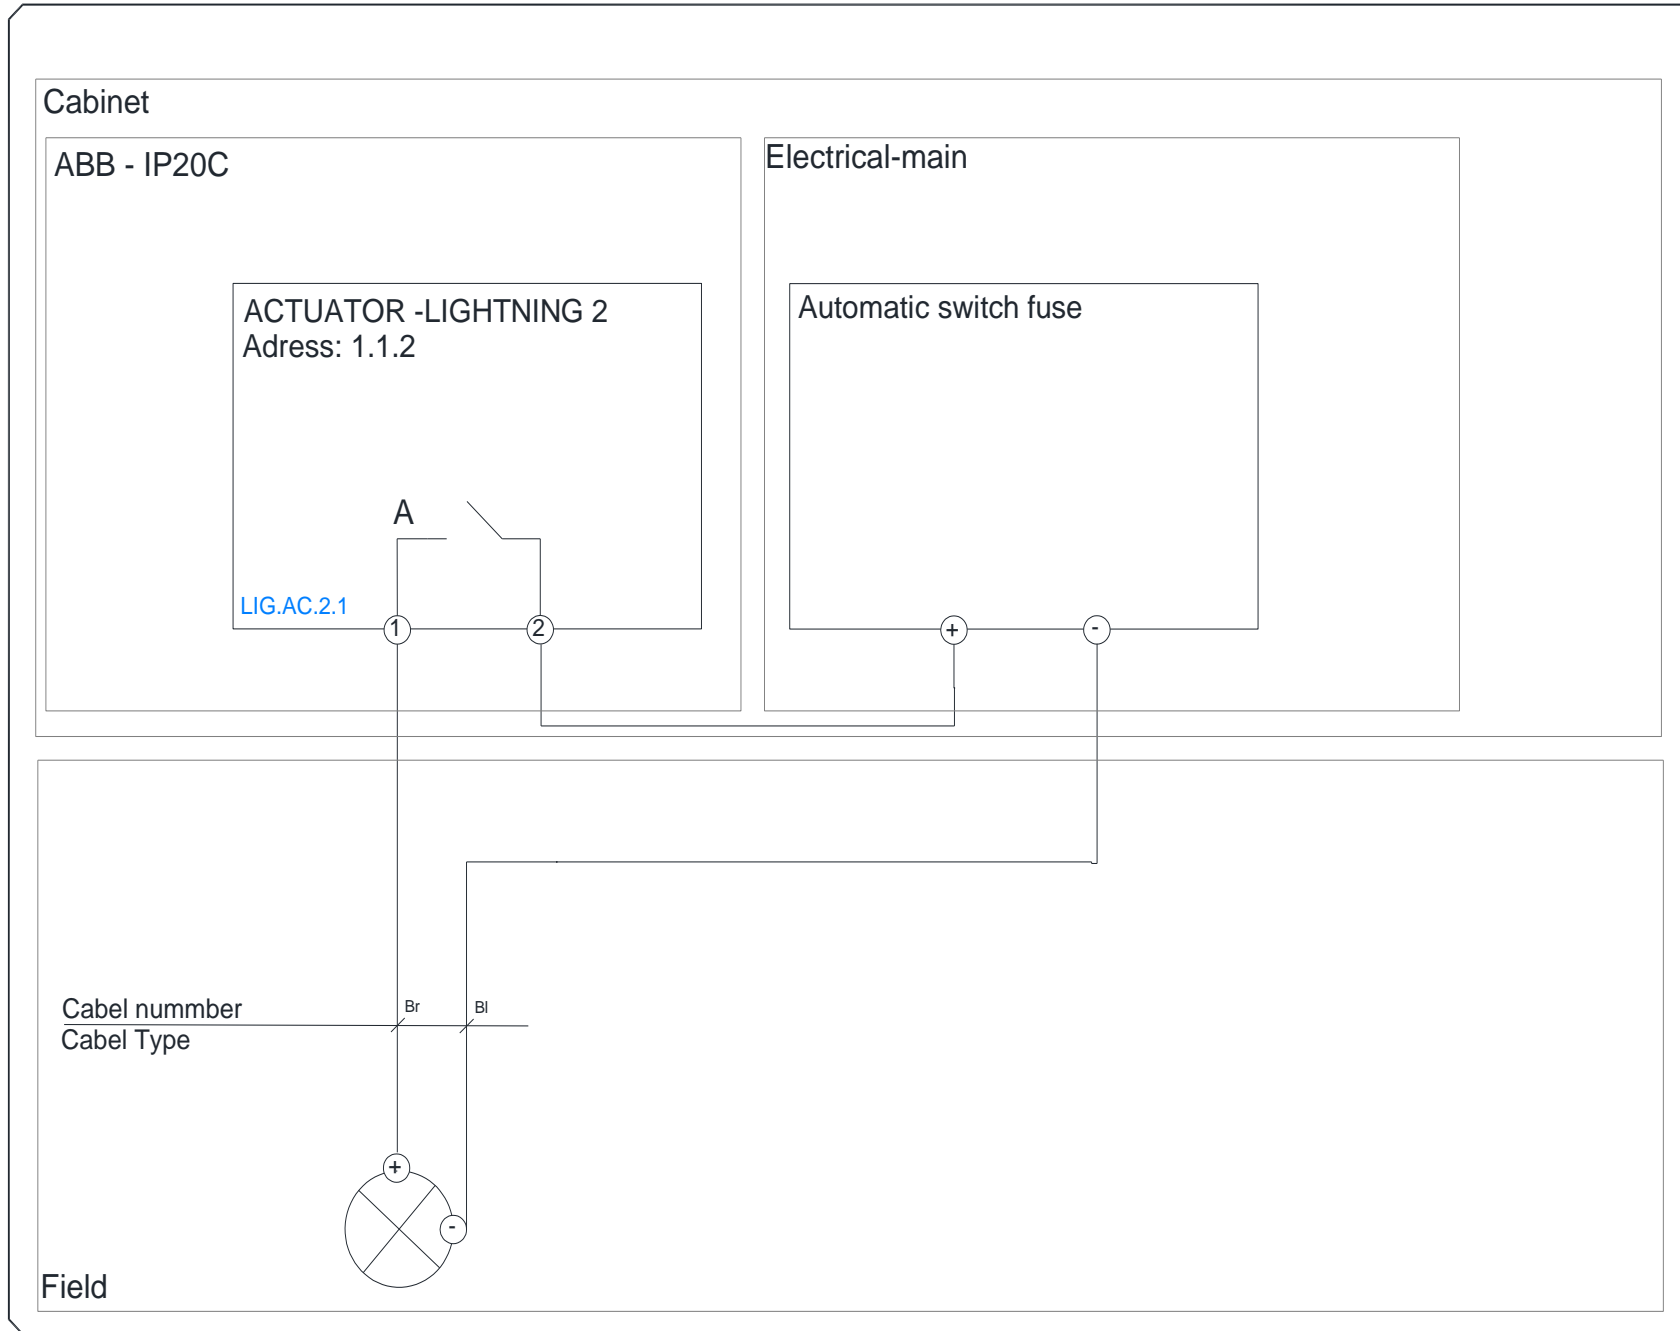 Cabinet
ABB - IP20C
Electrical-main
ACTUATOR -LIGHTNING 2
Adress: 1.1.2
Automatic switch fuse
A
LIG.AC.2.1
1
2
+
-
Cabel nummber
Br
Bl
Cabel Type
+
-
Field